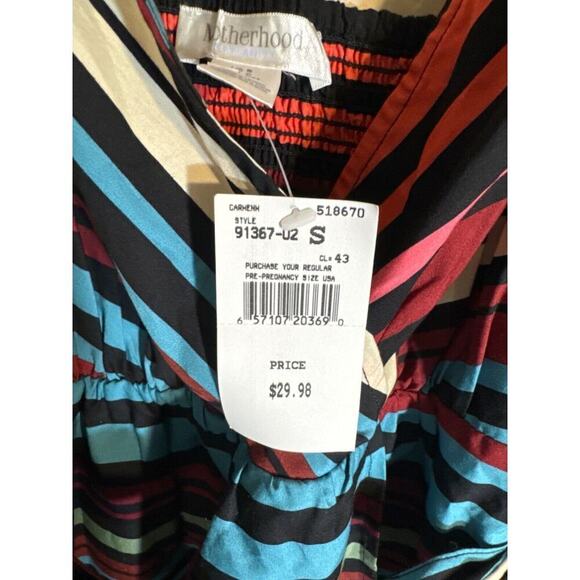 Motherhood
CARHENH 518670
STYLE
91367-02 S
CL# 43
PURCHASE YOUR REGULAR
PRE-PREGNANCY SIZE USA
6 57107 20369 0
PRICE
$29.98